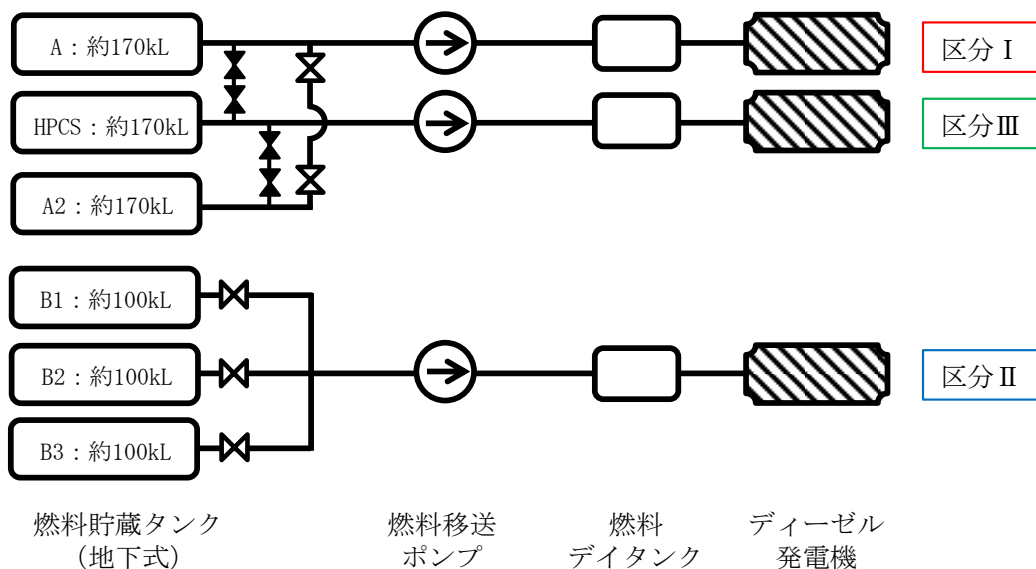 A：約170kL
区分Ⅰ
HPCS：約170kL
区分Ⅲ
A2：約170kL
B1：約100kL
B2：約100kL
区分Ⅱ
B3：約100kL
燃料貯蔵タンク
（地下式）
燃料移送
ポンプ
燃料
デイタンク
ディーゼル
発電機